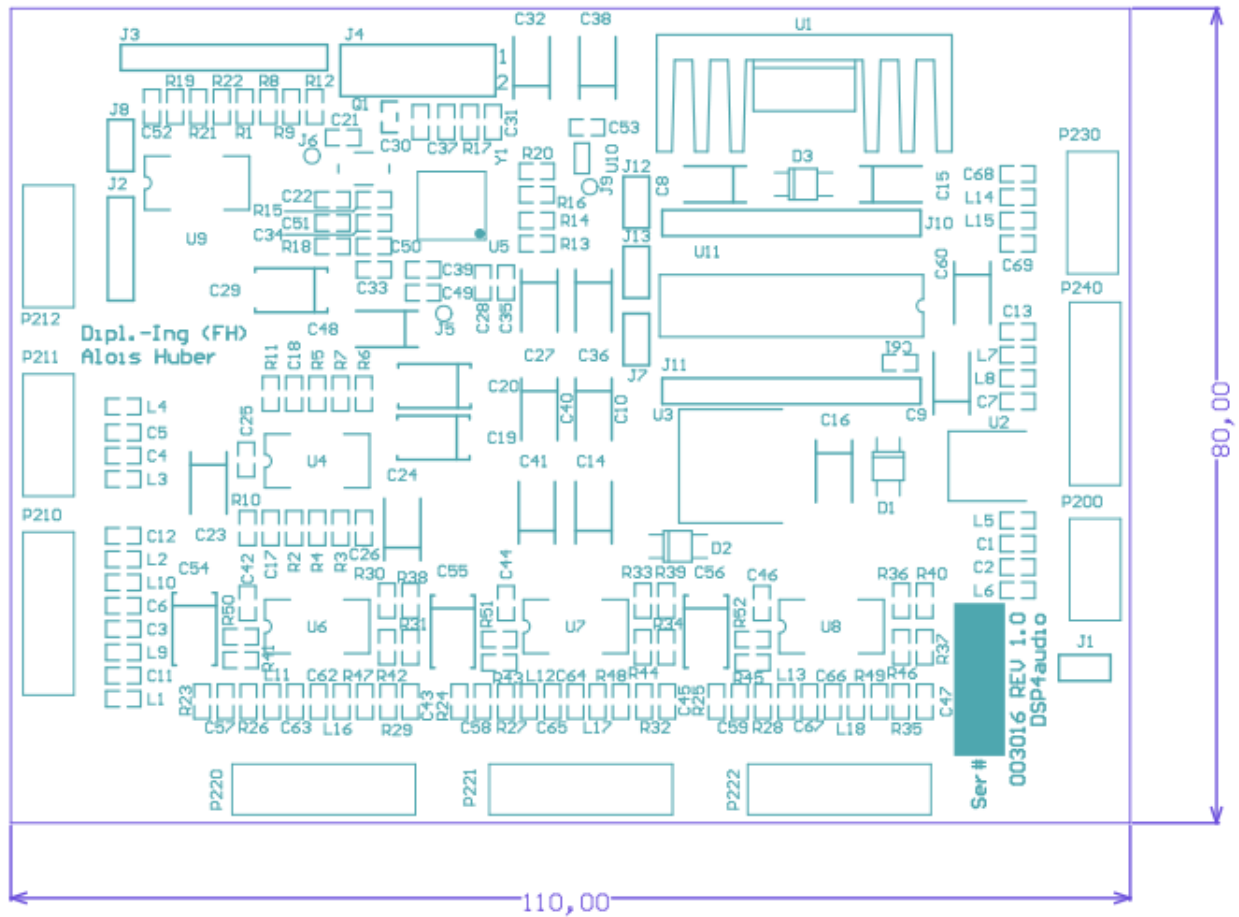 C32 C38 U1
J3 J4
1
2
R19 R22 R8 R12
J8 Q1 C21 C31 C53 P230
C52 R21 R1 R9 J6 C30 C37 R17 Y1 U10
J2 R20 J12 C8 D3 C15 C68
J9
C22 R16 L14
R15 C51 R14 L15
C34 J10
U9 R18 C50 U5 R13 J13 U11 C69
C29 C33 C39 C60 P240
C49
P212 C48 J5 C28 C35 C13
Dipl.-Ing (FH)
Alois Huber
P211 R11 C18 R5 R7 R6 C27 C36 J7 J11 C61 L7
L8
C20 C40 C10 U3 C9 C7
L4 C25 C19 C16 U2
C5
C4 U4 C24 C41 C14
L3
P210 R10 D1 P200
C23 C17 R2 R4 R3 C26 L5
C12 D2 C1
L2 C54 C42 R30 R38 C55 C44 R33 R39 C56 C46 R36 R40 C2
L10 L6
C6 R50 R31 R51 R34 R52 R37
C3 U6 U7 U8
L9 R41 J1
C11 L11 C62 R47 R42 R43 L12 C64 R48 R44 R45 L13 C66 R49 R46
L1 R23 C43 R24 C45 R25 C47
C57 R26 C63 L16 R29 C58 R27 C65 L17 R32 C59 R28 C67 L18 R35
P220 P221 P222
Ser#
003016 REV 1.0
DSP4audio
80,00
110,00